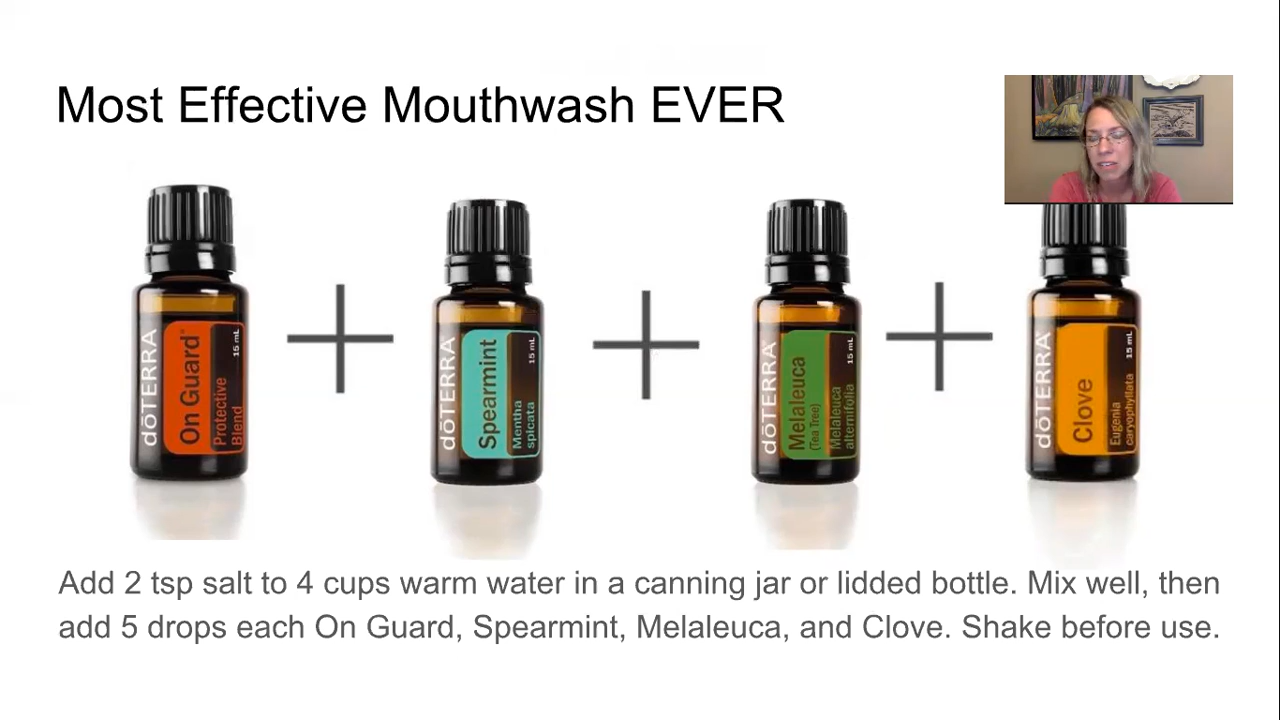 Most Effective Mouthwash EVER
dōTERRA
On Guard®
Protective
Blend
15 mL
dōTERRA
Spearmint
Mentha
spicata
15 mL
dōTERRA
Melaleuca
(Tea Tree)
Melaleuca
alternifolia
15 mL
dōTERRA
Clove
Eugenia
caryophyllata
15 mL
Add 2 tsp salt to 4 cups warm water in a canning jar or lidded bottle. Mix well, then
add 5 drops each On Guard, Spearmint, Melaleuca, and Clove. Shake before use.